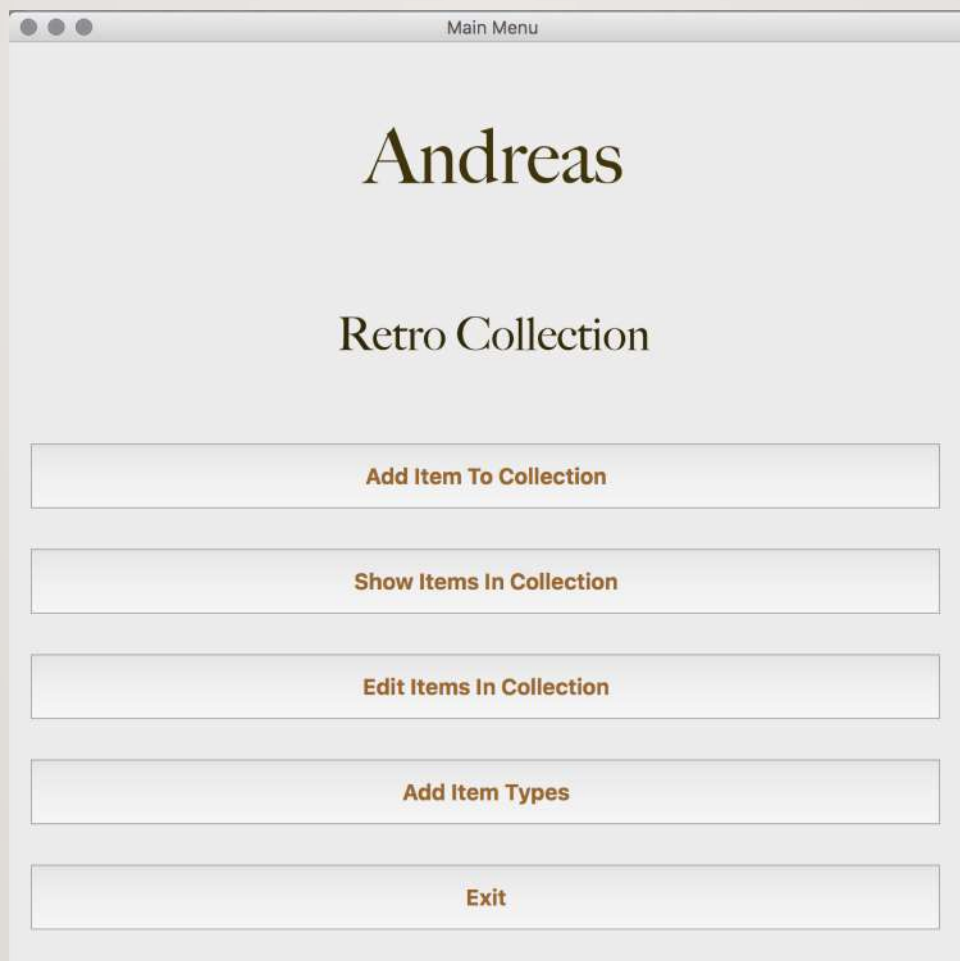 Main Menu
Andreas
Retro Collection
Add Item To Collection
Show Items In Collection
Edit Items In Collection
Add Item Types
Exit